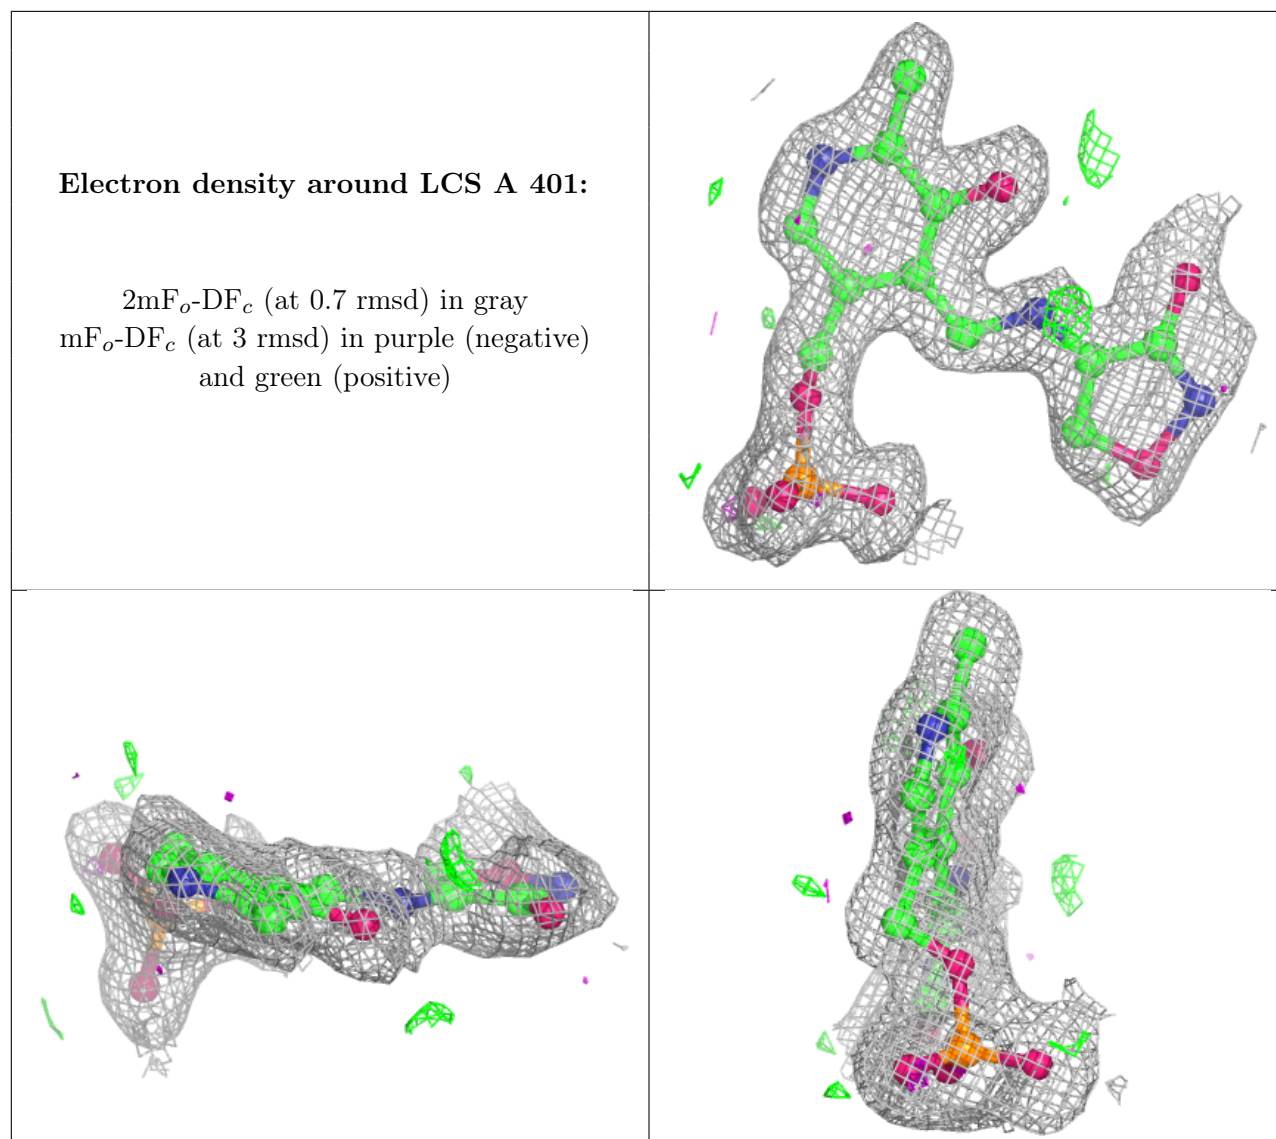 Electron density around LCS A 401:
2mFo-DFc (at 0.7 rmsd) in gray
mFo-DFc (at 3 rmsd) in purple (negative)
and green (positive)